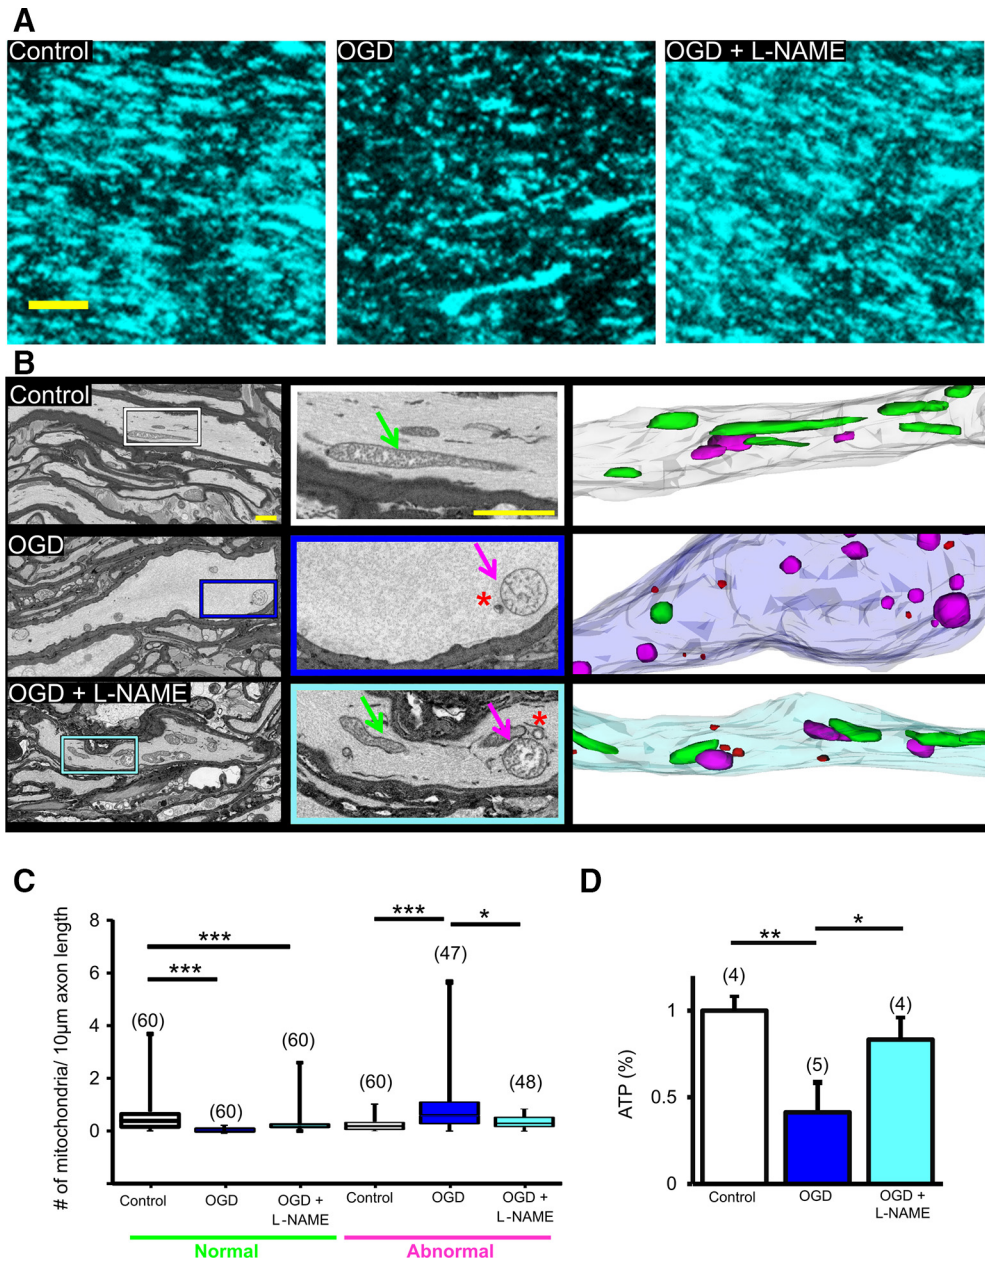 A
Control
OGD
OGD + L-NAME
B
Control
OGD
*
OGD + L-NAME
*
C
D
# of mitochondria/ 10µm axon length
8
6
4
2
0
***
***
(60)
(60)
(60)
***
*
(47)
(60)
(48)
Control
OGD
OGD +
L-NAME
Control
OGD
OGD +
L-NAME
Normal
Abnormal
ATP (%)
1
0.5
0
**
*
(4)
(5)
(4)
Control
OGD
OGD +
L-NAME